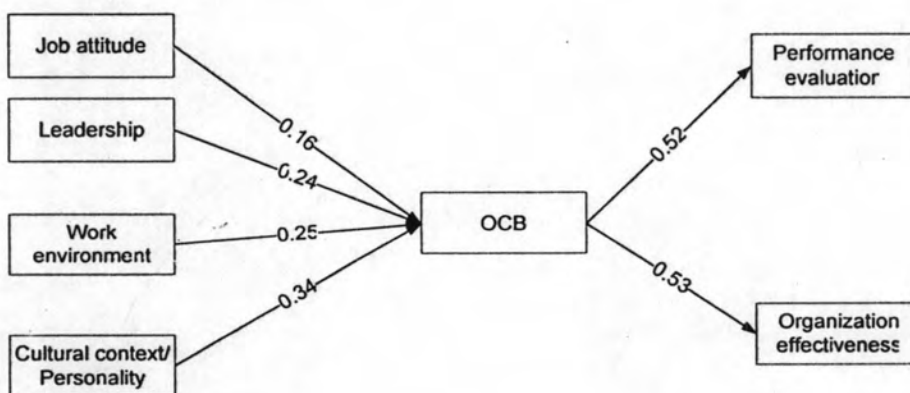 Job attitude
Leadership
Work
environment
Cultural context/
Personality
0.16
0.24
0.25
0.34
OCB
0.52
0.53
Performance
evaluatior
Organization
effectiveness